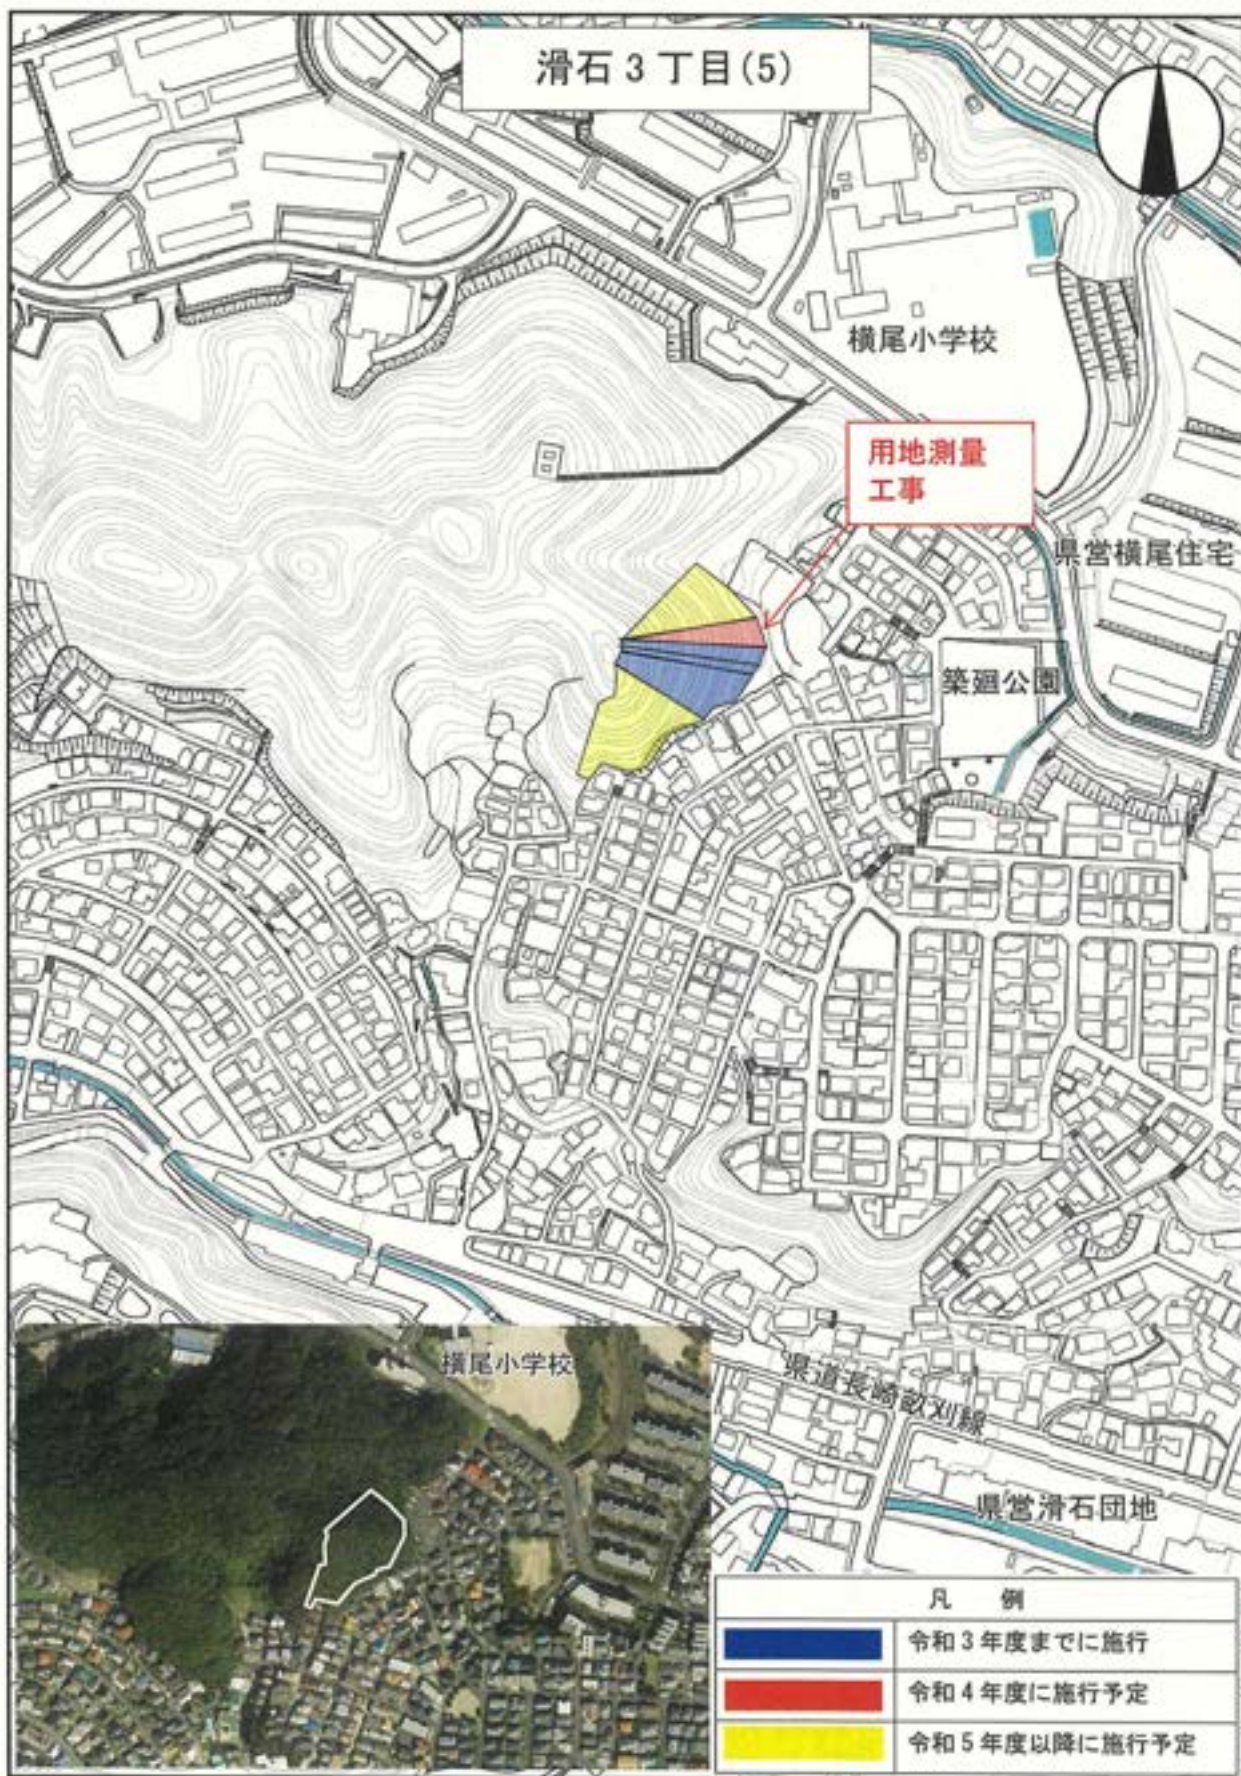 滑石3丁目(5)
横尾小学校
用地測量
工事
県営横尾住宅
築廻公園
横尾小学校
県道長崎畝刈線
県営滑石団地
凡 例
令和3年度までに施行
令和4年度に施行予定
令和5年度以降に施行予定